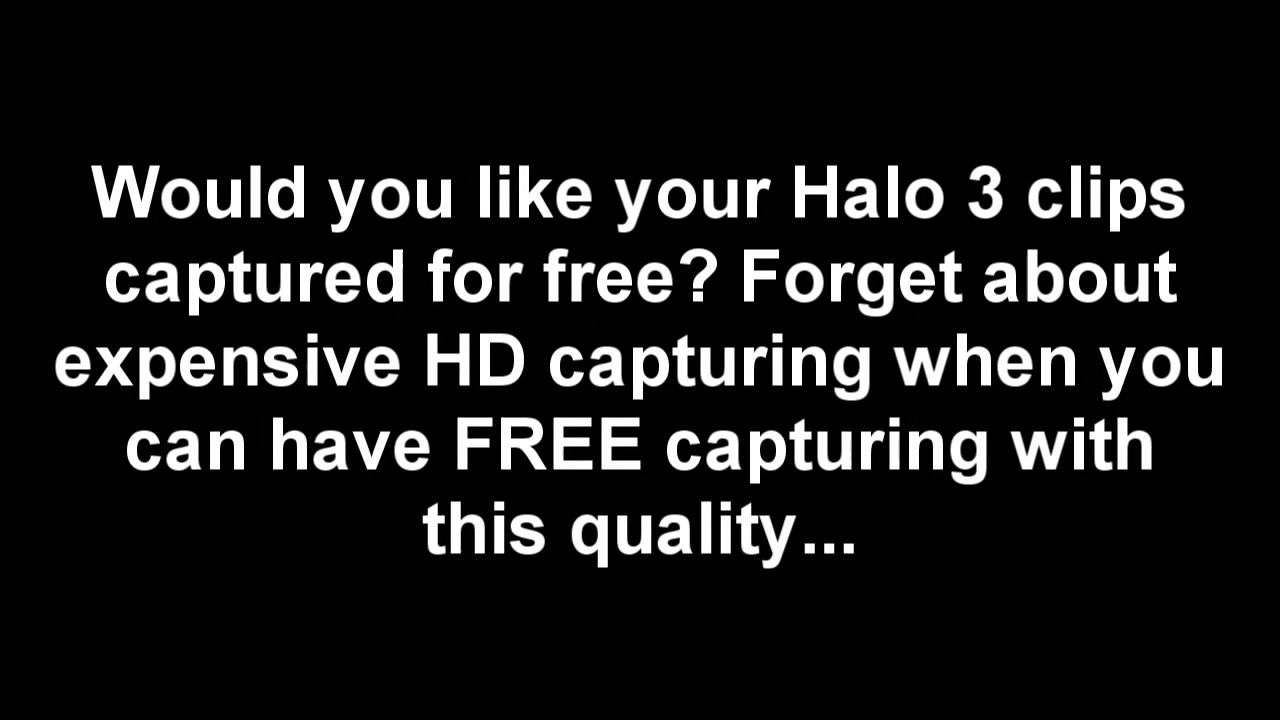 Would you like your Halo 3 clips
captured for free? Forget about
expensive HD capturing when you
can have FREE capturing with
this quality...